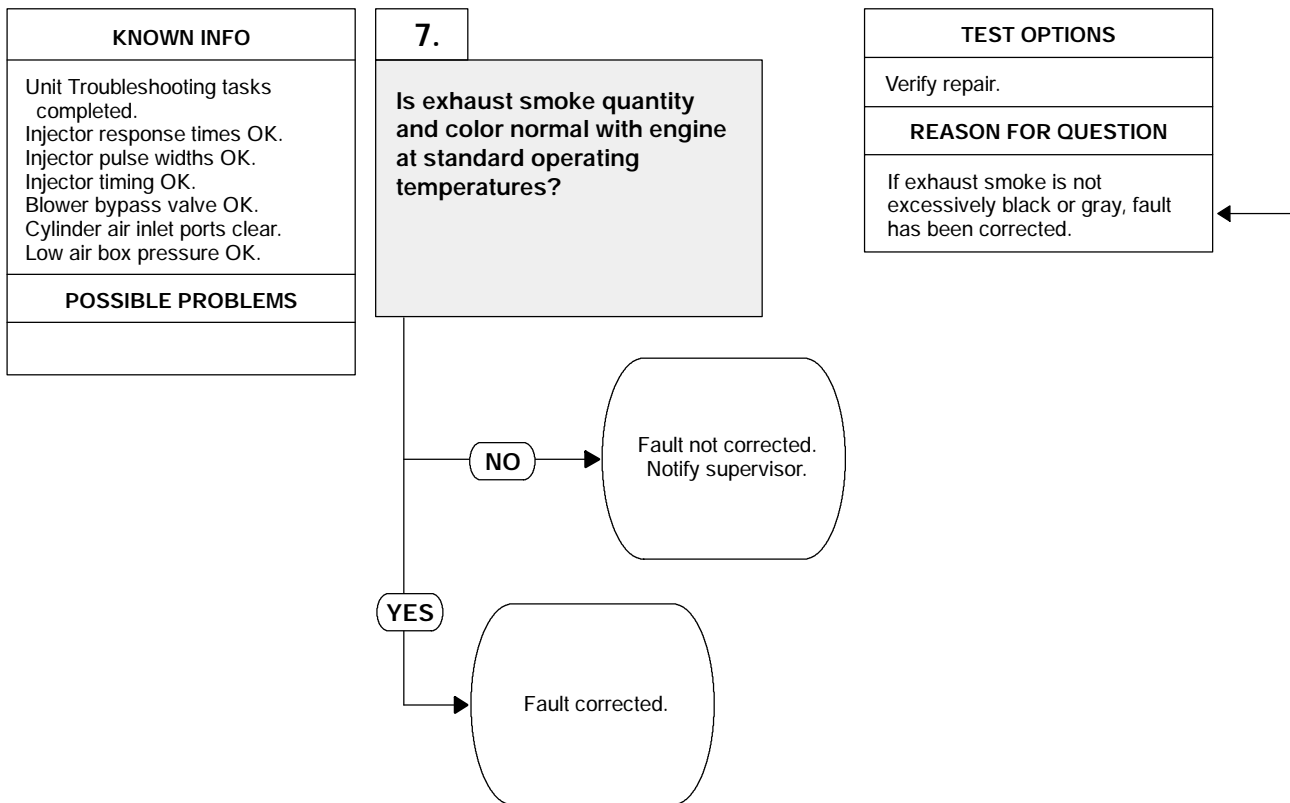 KNOWN INFO
Unit Troubleshooting tasks
completed.
Injector response times OK.
Injector pulse widths OK.
Injector timing OK.
Blower bypass valve OK.
Cylinder air inlet ports clear.
Low air box pressure OK.
POSSIBLE PROBLEMS
7.
Is exhaust smoke quantity
and color normal with engine
at standard operating
temperatures?
TEST OPTIONS
Verify repair.
REASON FOR QUESTION
If exhaust smoke is not
excessively black or gray, fault
has been corrected.
NO
Fault not corrected.
Notify supervisor.
YES
Fault corrected.